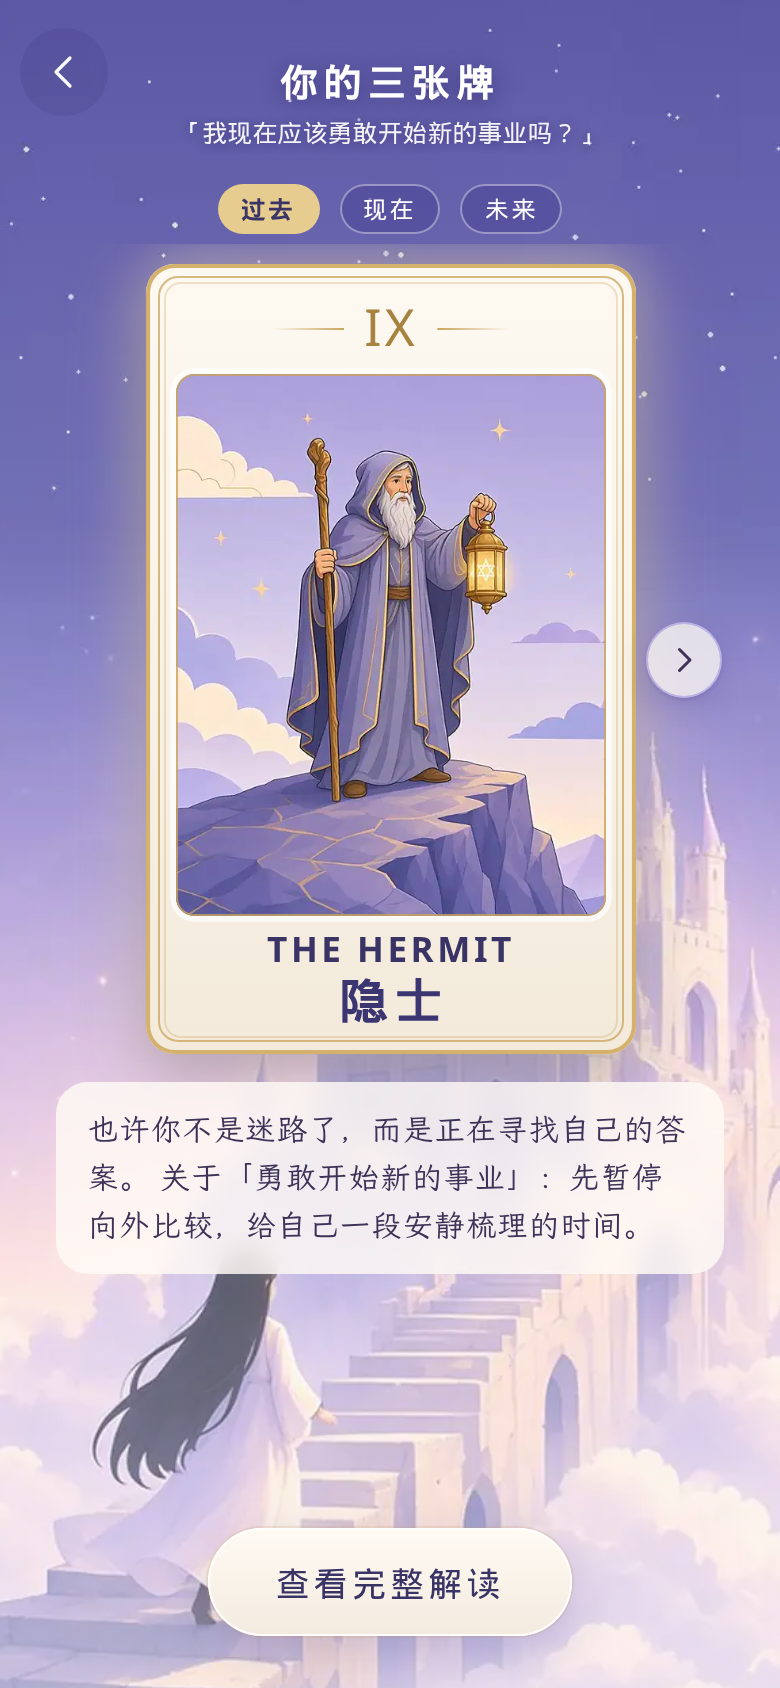 你的三张牌
「我现在应该勇敢开始新的事业吗？」
过去 现在 未来
IX
THE HERMIT
隐士
也许你不是迷路了，而是正在寻找自己的答
案。 关于「勇敢开始新的事业」：先暂停
向外比较，给自己一段安静梳理的时间。
查看完整解读